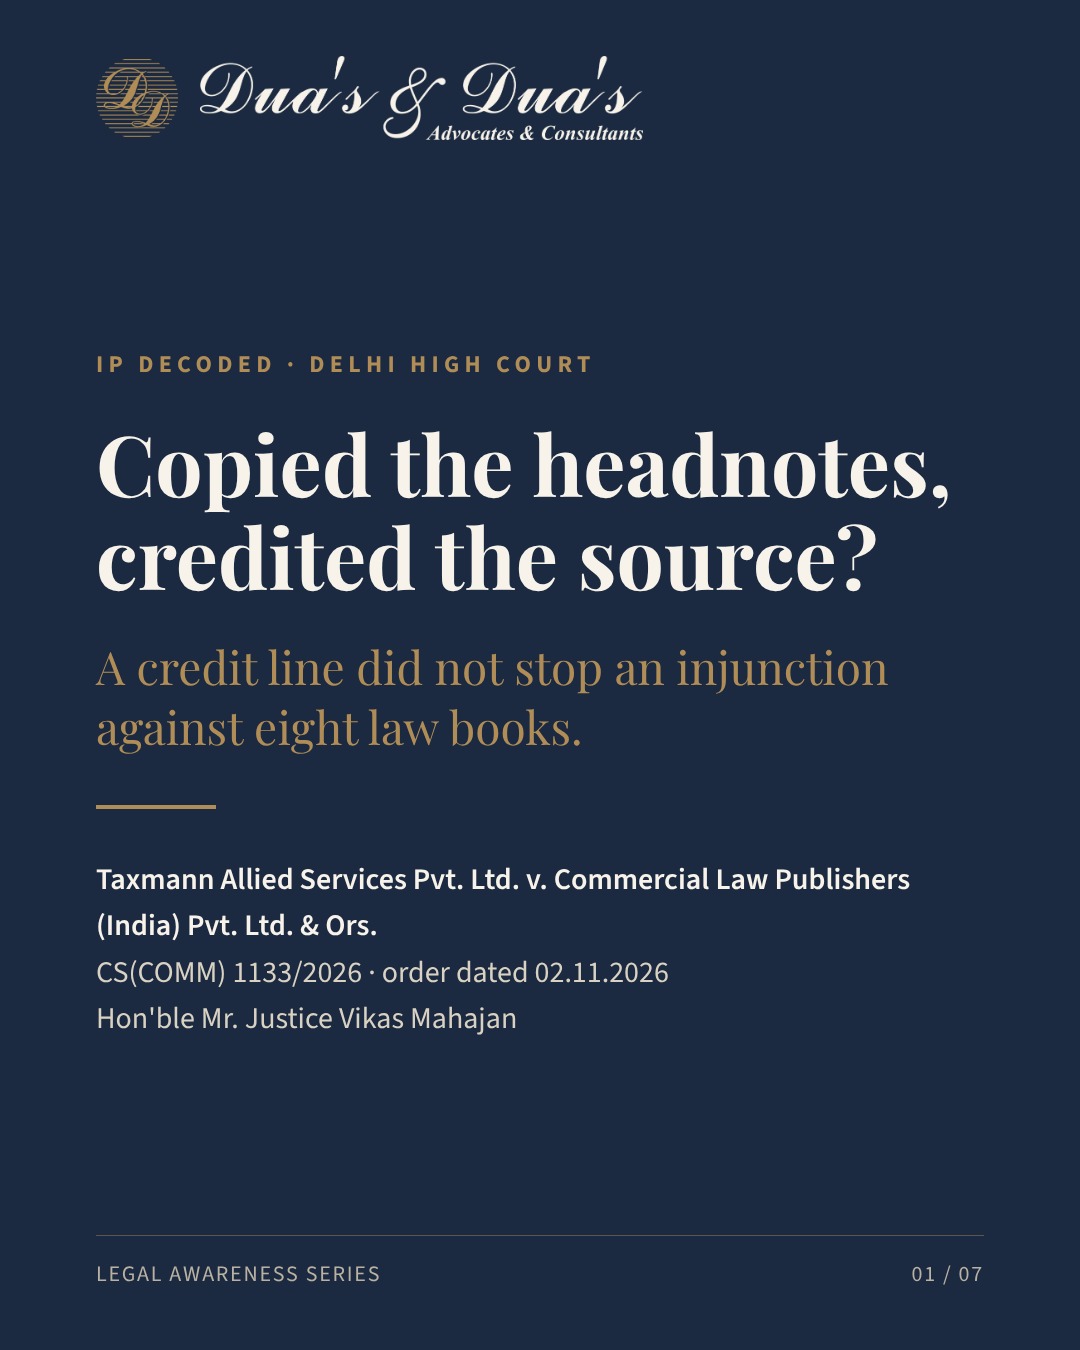 DD
Dua's & Dua's
Advocates & Consultants
IP DECODED · DELHI HIGH COURT
Copied the headnotes,
credited the source?
A credit line did not stop an injunction
against eight law books.
Taxmann Allied Services Pvt. Ltd. v. Commercial Law Publishers
(India) Pvt. Ltd. & Ors.
CS(COMM) 1133/2026 · order dated 02.11.2026
Hon'ble Mr. Justice Vikas Mahajan
LEGAL AWARENESS SERIES
01 / 07